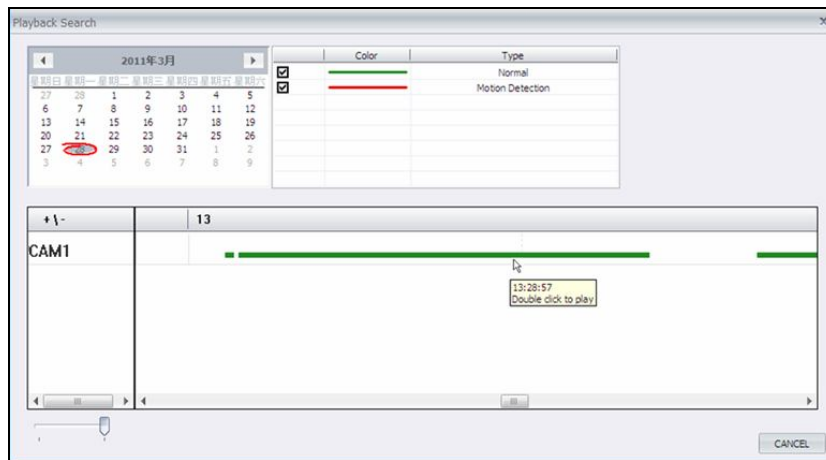 Playback Search
2011年3月
星期日 星期一 星期二 星期三 星期四 星期五 星期六
27 28 1 2 3 4 5
6 7 8 9 10 11 12
13 14 15 16 17 18 19
20 21 22 23 24 25 26
27 28 29 30 31 1 2
3 4 5 6 7 8 9
Color Type
Normal
Motion Detection
+\- 13
CAM1
13:28:57
Double click to play
CANCEL